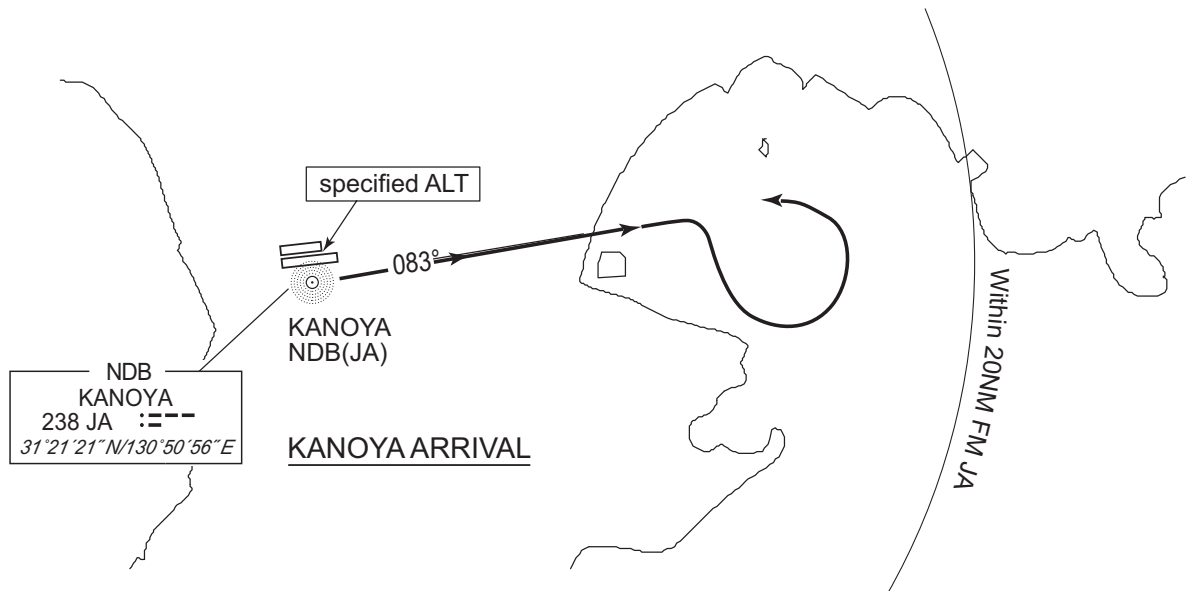 specified ALT
083°
KANOYA
NDB(JA)
NDB
KANOYA
238 JA
31°21´21˝N/130°50´56˝E
KANOYA ARRIVAL
Within 20NM FM JA